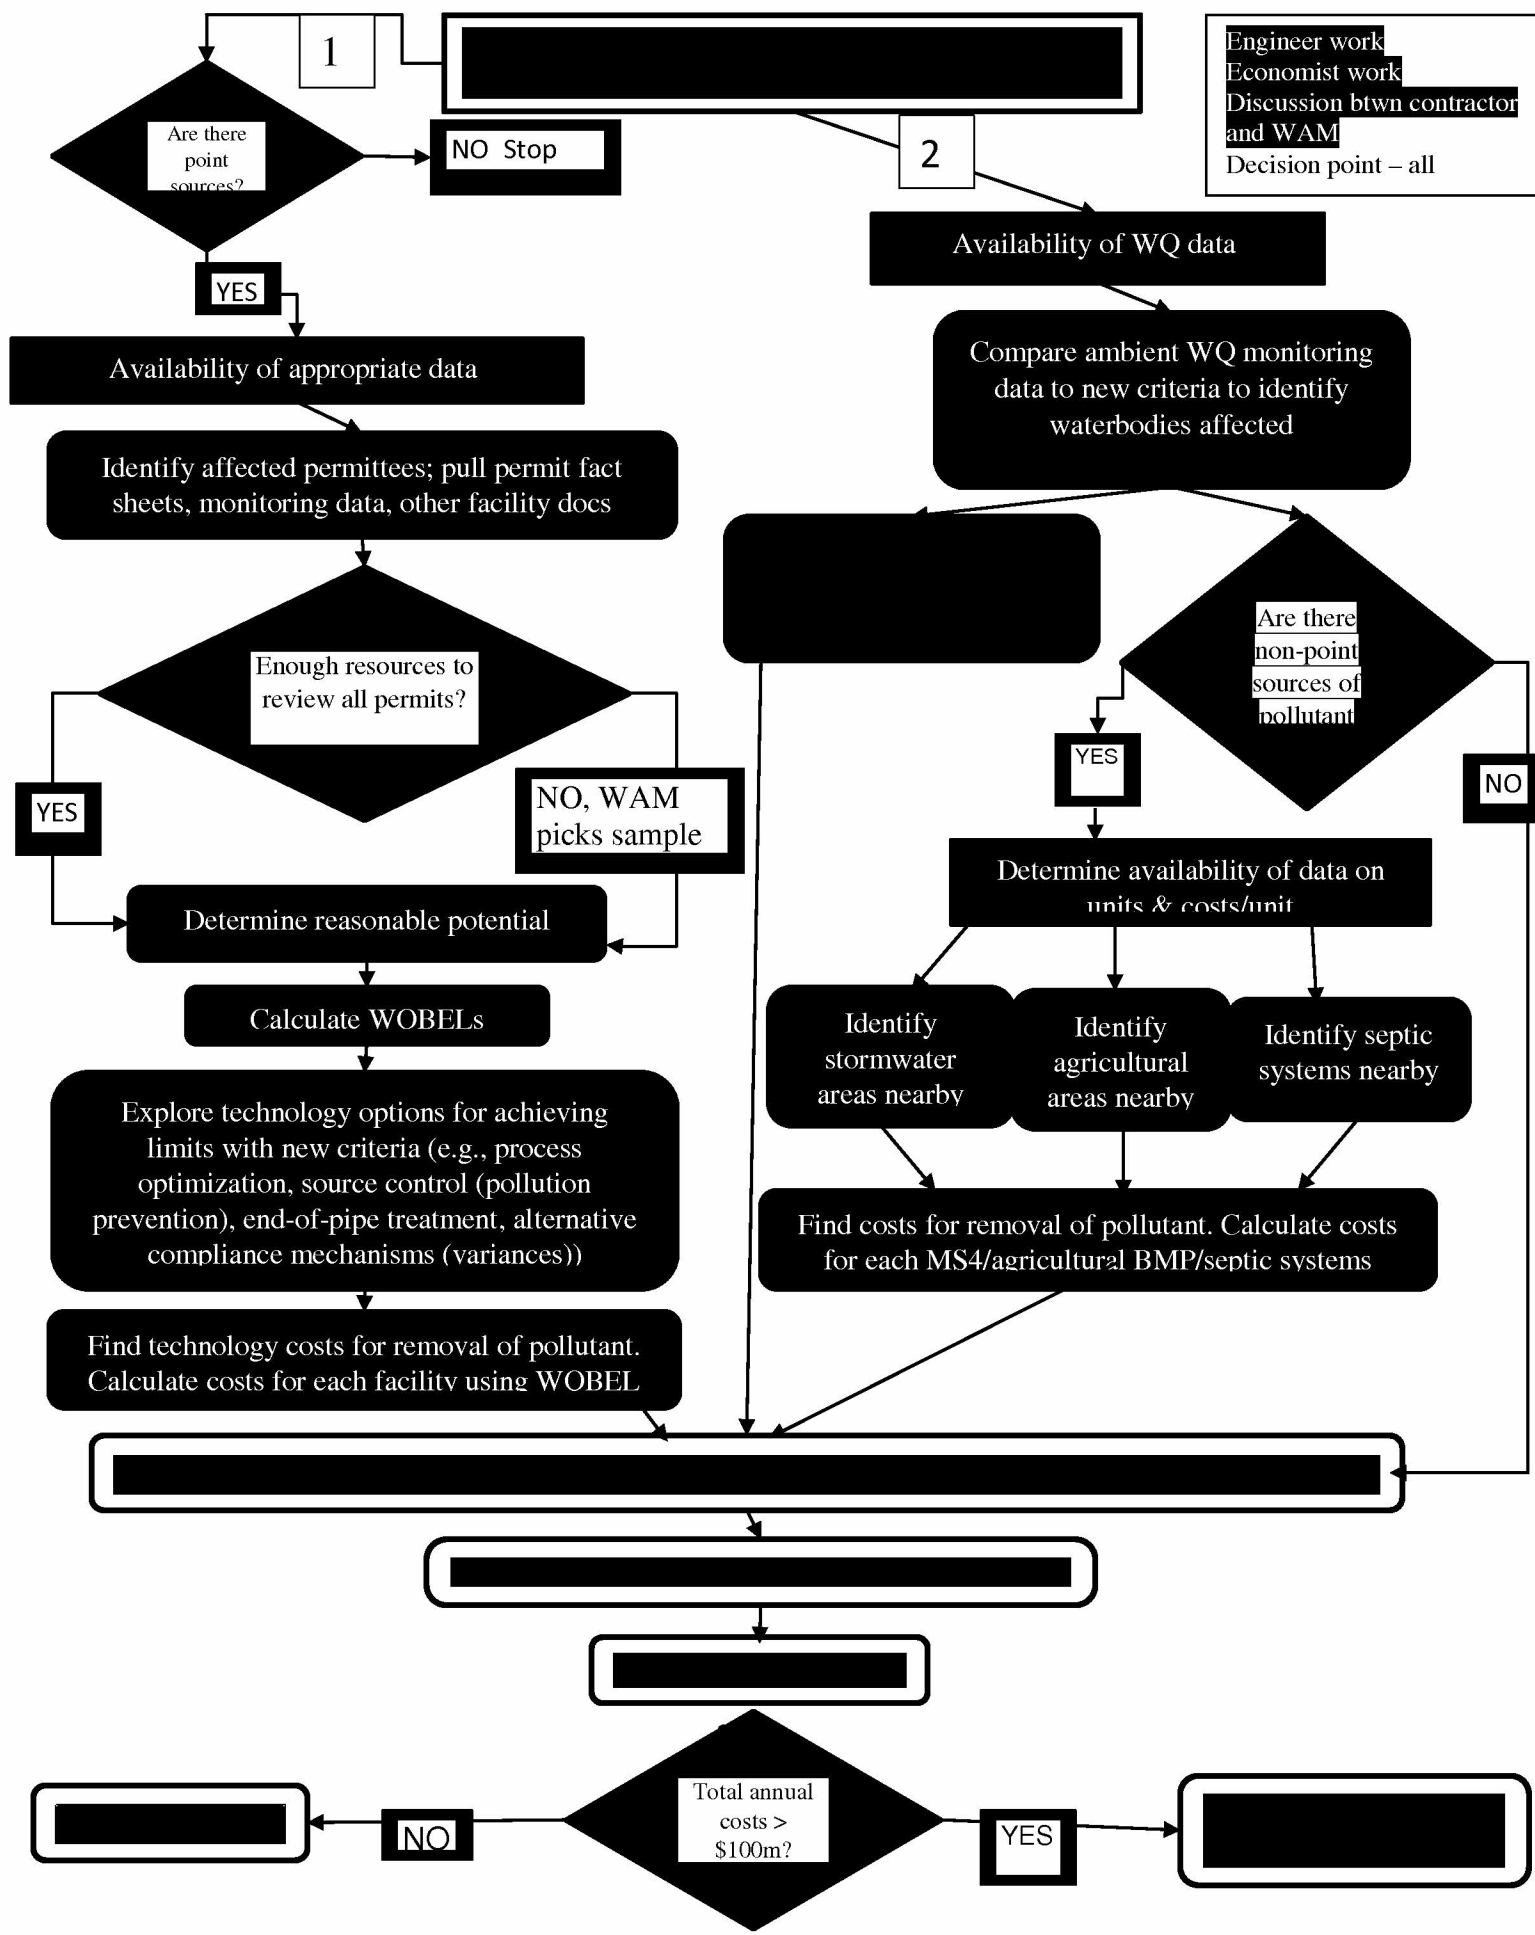 1
Engineer work
Economist work
Discussion btwn contractor
and WAM
Decision point – all
Are there
point
sources?
NO Stop
2
YES
Availability of WQ data
Availability of appropriate data
Compare ambient WQ monitoring
data to new criteria to identify
waterbodies affected
Identify affected permittees; pull permit fact
sheets, monitoring data, other facility docs
Enough resources to
review all permits?
Are there
non-point
sources of
pollutant
YES
NO, WAM
picks sample
YES
NO
Determine reasonable potential
Determine availability of data on
units & costs/unit
Calculate WOBELs
Identify
stormwater
areas nearby
Identify
agricultural
areas nearby
Identify septic
systems nearby
Explore technology options for achieving
limits with new criteria (e.g., process
optimization, source control (pollution
prevention), end-of-pipe treatment, alternative
compliance mechanisms (variances))
Find costs for removal of pollutant. Calculate costs
for each MS4/agricultural BMP/septic systems
Find technology costs for removal of pollutant.
Calculate costs for each facility using WOBEL
Total annual
costs >
$100m?
NO
YES